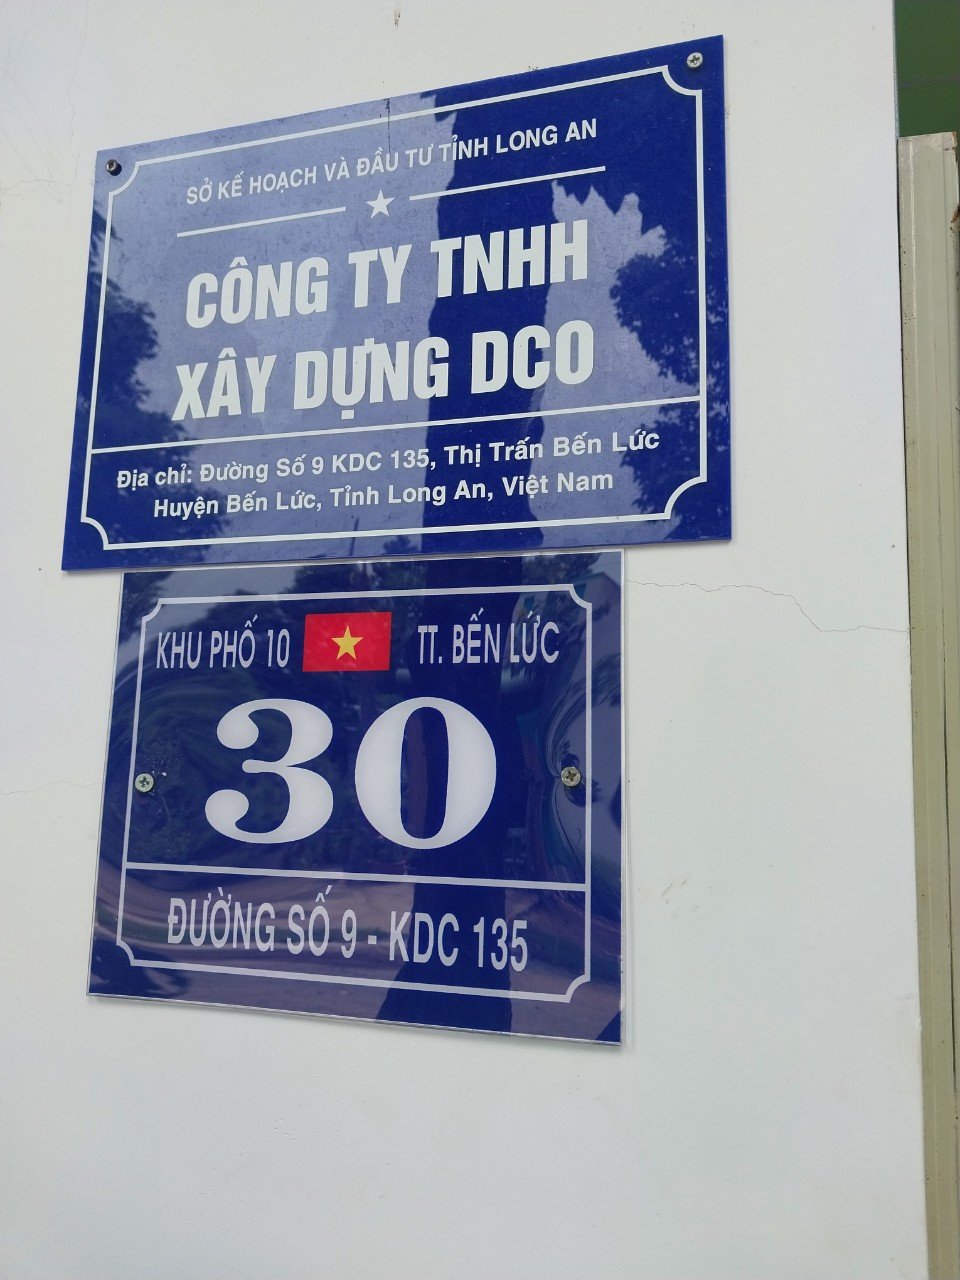 SỞ KẾ HOẠCH VÀ ĐẦU TƯ TỈNH LONG AN
CÔNG TY TNHH
XÂY DỰNG DCO
Địa chỉ: Đường Số 9 KDC 135, Thị Trấn Bến Lức
Huyện Bến Lức, Tỉnh Long An, Việt Nam
KHU PHỐ 10 TT. BẾN LỨC
30
ĐƯỜNG SỐ 9 - KDC 135